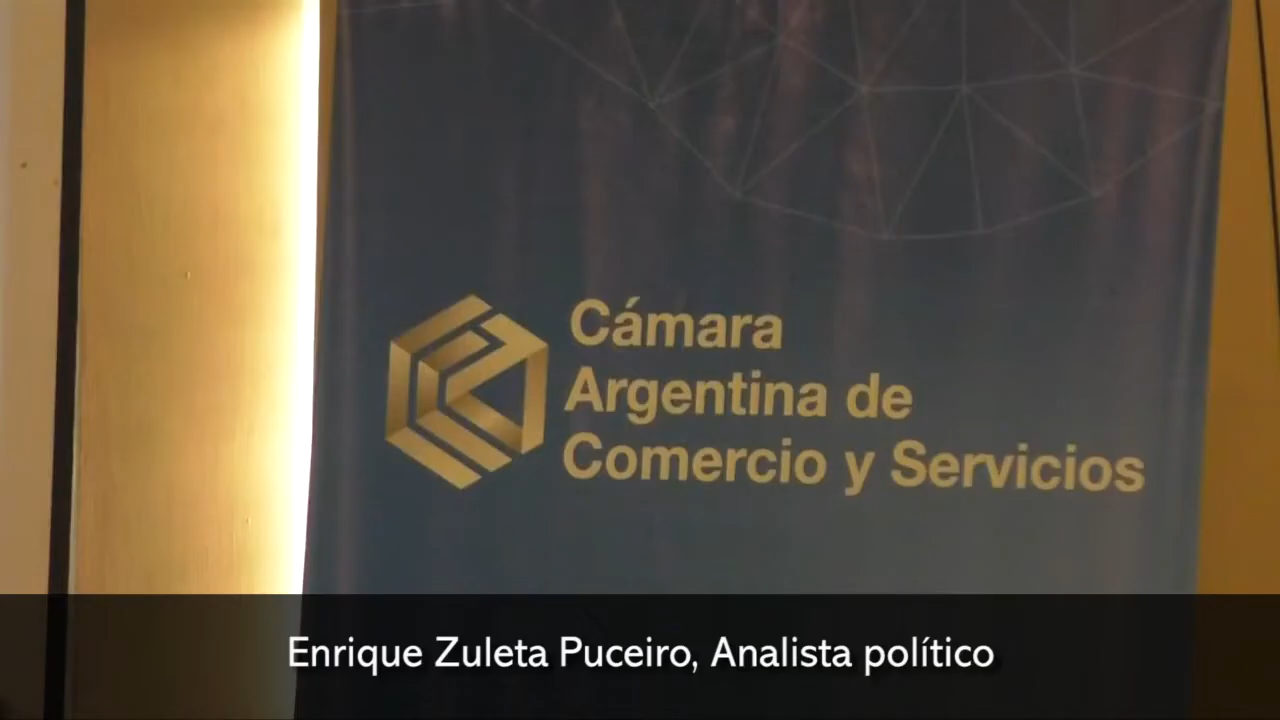 Cámara
Argentina de
Comercio y Servicios
Enrique Zuleta Puceiro, Analista político